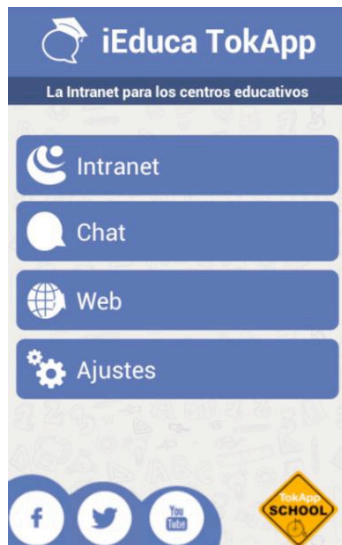 iEduca TokApp
La Intranet para los centros educativos
Intranet
Chat
Web
Ajustes
f
You
Tube
TokApp
SCHOOL